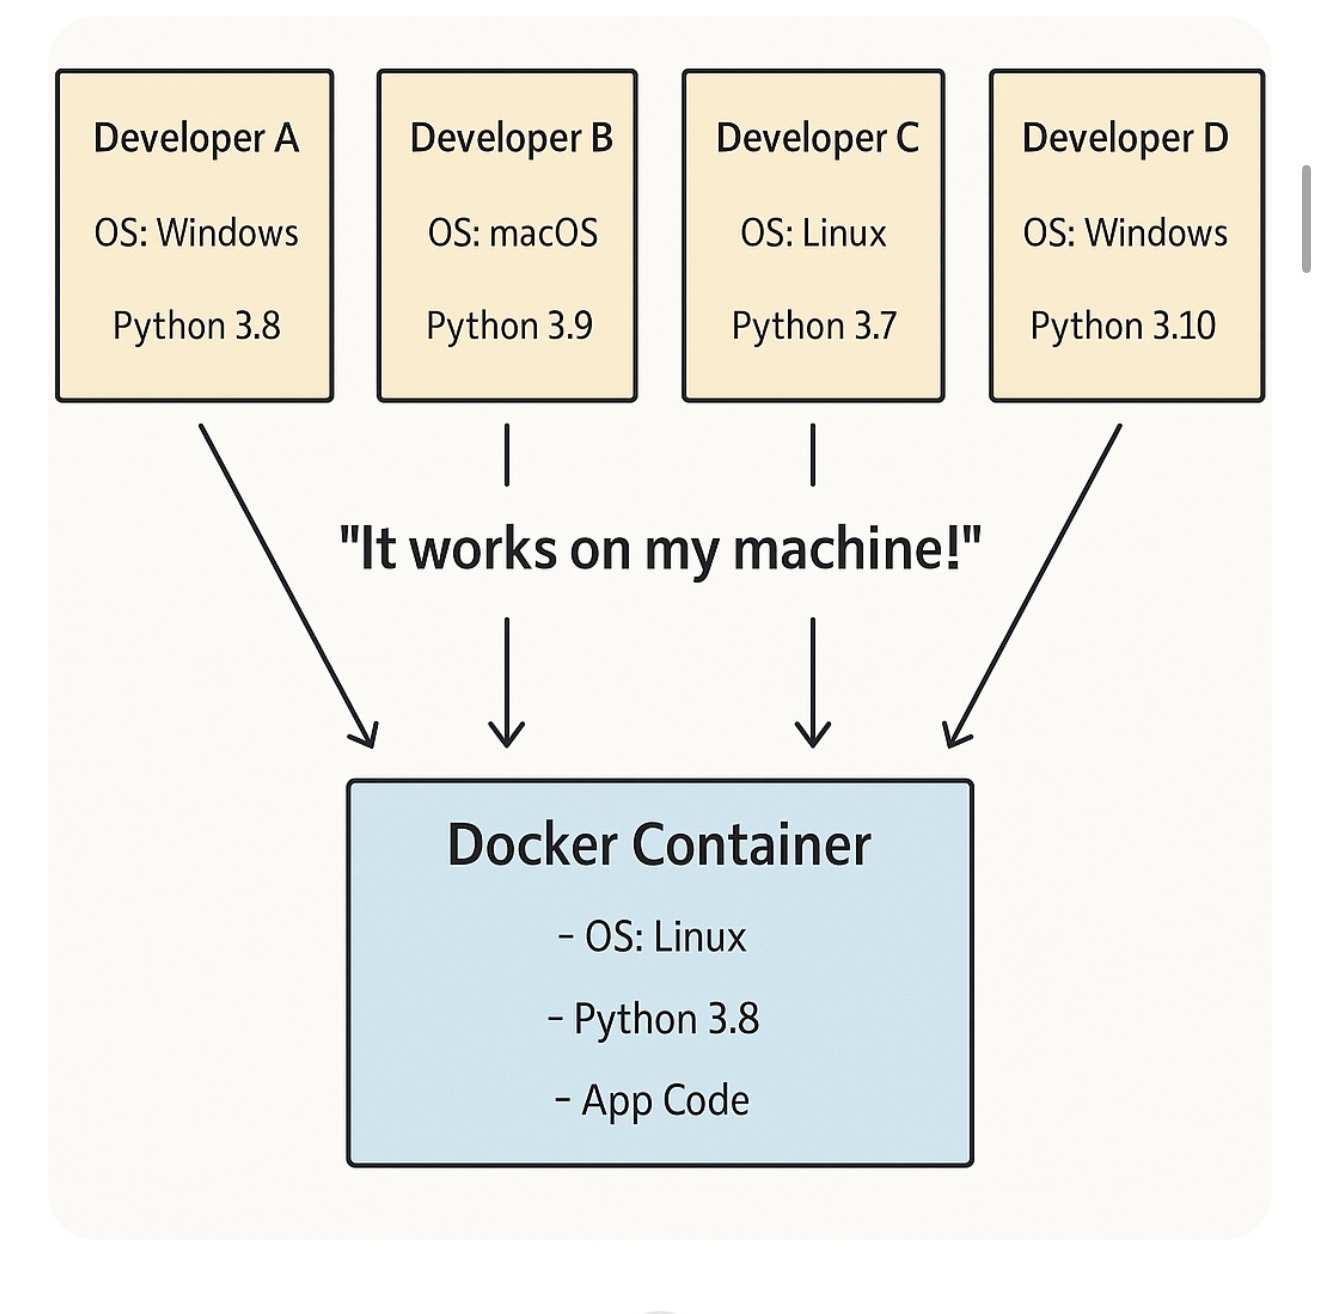 Developer A
OS: Windows
Python 3.8
Developer B
OS: macOS
Python 3.9
Developer C
OS: Linux
Python 3.7
Developer D
OS: Windows
Python 3.10
"It works on my machine!"
Docker Container
- OS: Linux
- Python 3.8
- App Code